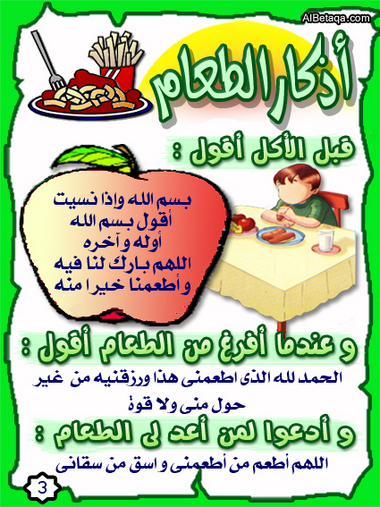 AlBetaqa.com
أذكار الطعام
قبل الأكل أقول :
بسم الله واذا نسيت
أقول بسم الله
أوله وآخره
اللهم بارك لنا فيه
وأطعمنا خيرا منه
و عندما أفرغ من الطعام أقول :
الحمد لله الذى اطعمنى هذا ورزقنيه من غير
حول منى ولا قوة
و أدعوا لمن أعد لى الطعام :
اللهم أطعم من أطعمنى و اسق من سقانى
3